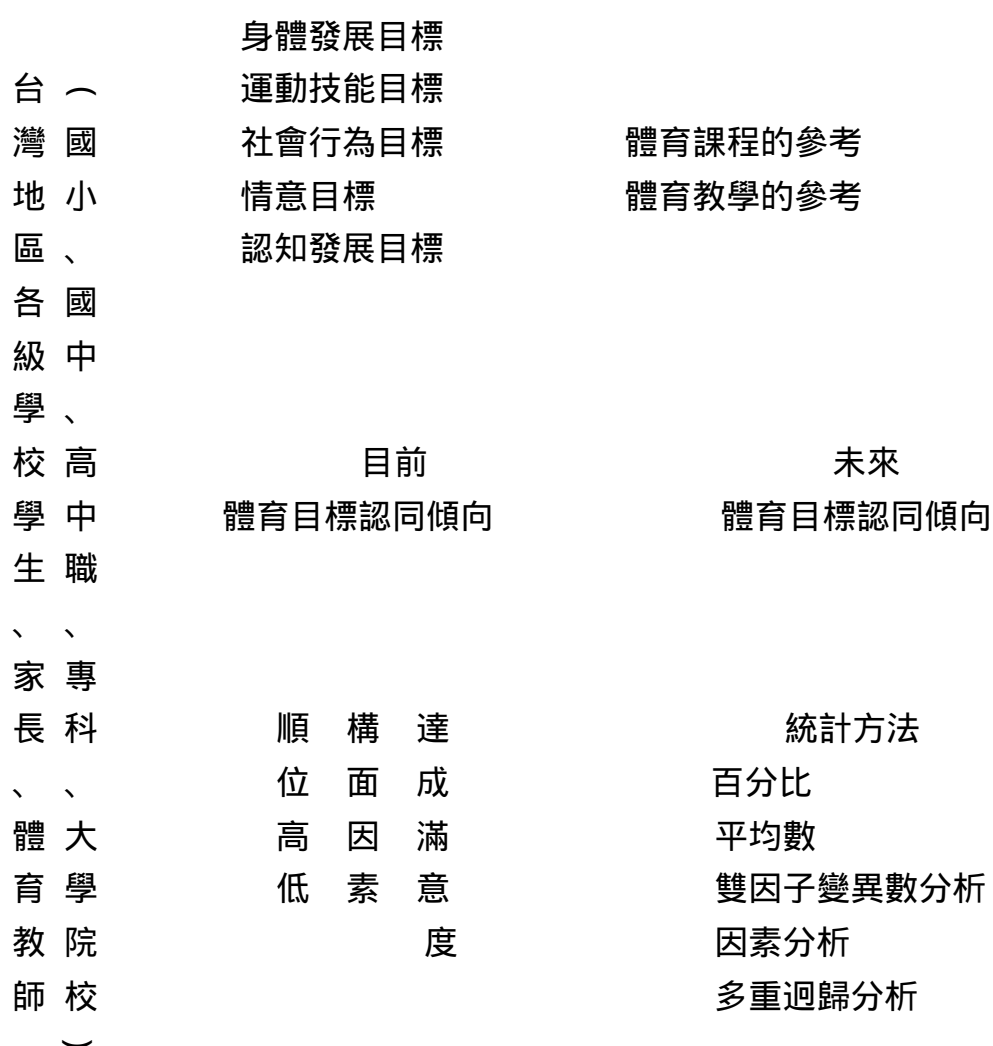 台灣地區各級學校學生、家長、體育教師
（國小、國中、高中職、專科、大學院校）
身體發展目標
運動技能目標
社會行為目標
情意目標
認知發展目標
體育課程的參考
體育教學的參考
目前
體育目標認同傾向
未來
體育目標認同傾向
順位高低
構面因素
達成滿意度
統計方法
百分比
平均數
雙因子變異數分析
因素分析
多重迴歸分析